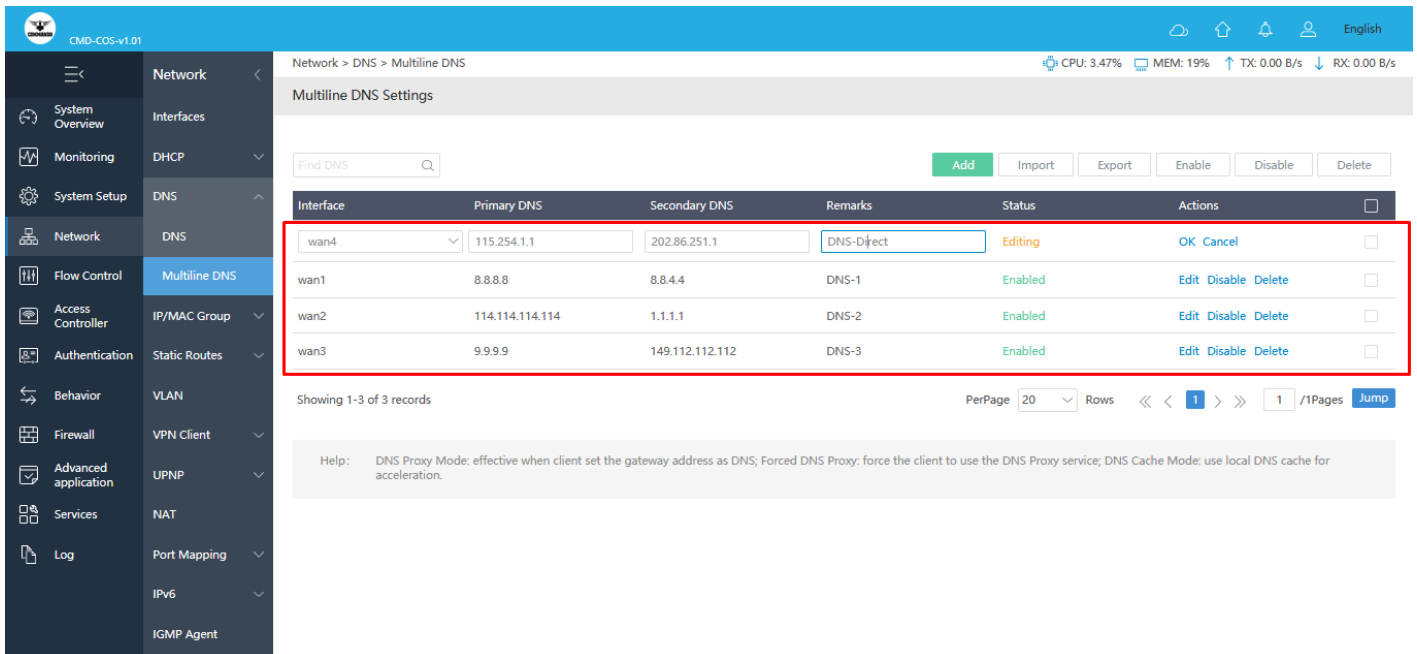 COMMANDO
CMD-COS-v1.01
English
Network
Network > DNS > Multiline DNS
CPU: 3.47% MEM: 19% TX: 0.00 B/s RX: 0.00 B/s
Multiline DNS Settings
System
Overview
Monitoring
System Setup
Network
Flow Control
Access
Controller
Authentication
Behavior
Firewall
Advanced
application
Services
Log
Interfaces
DHCP
DNS
DNS
Multiline DNS
IP/MAC Group
Static Routes
VLAN
VPN Client
UPNP
NAT
Port Mapping
IPv6
IGMP Agent
Find DNS
Add Import Export Enable Disable Delete
Interface Primary DNS Secondary DNS Remarks Status Actions
wan4 115.254.1.1 202.86.251.1 DNS-Direct Editing OK Cancel
wan1 8.8.8.8 8.8.4.4 DNS-1 Enabled Edit Disable Delete
wan2 114.114.114.114 1.1.1.1 DNS-2 Enabled Edit Disable Delete
wan3 9.9.9.9 149.112.112.112 DNS-3 Enabled Edit Disable Delete
Showing 1-3 of 3 records
PerPage 20 Rows 1 1 /1Pages Jump
Help: DNS Proxy Mode: effective when client set the gateway address as DNS; Forced DNS Proxy: force the client to use the DNS Proxy service; DNS Cache Mode: use local DNS cache for
acceleration.